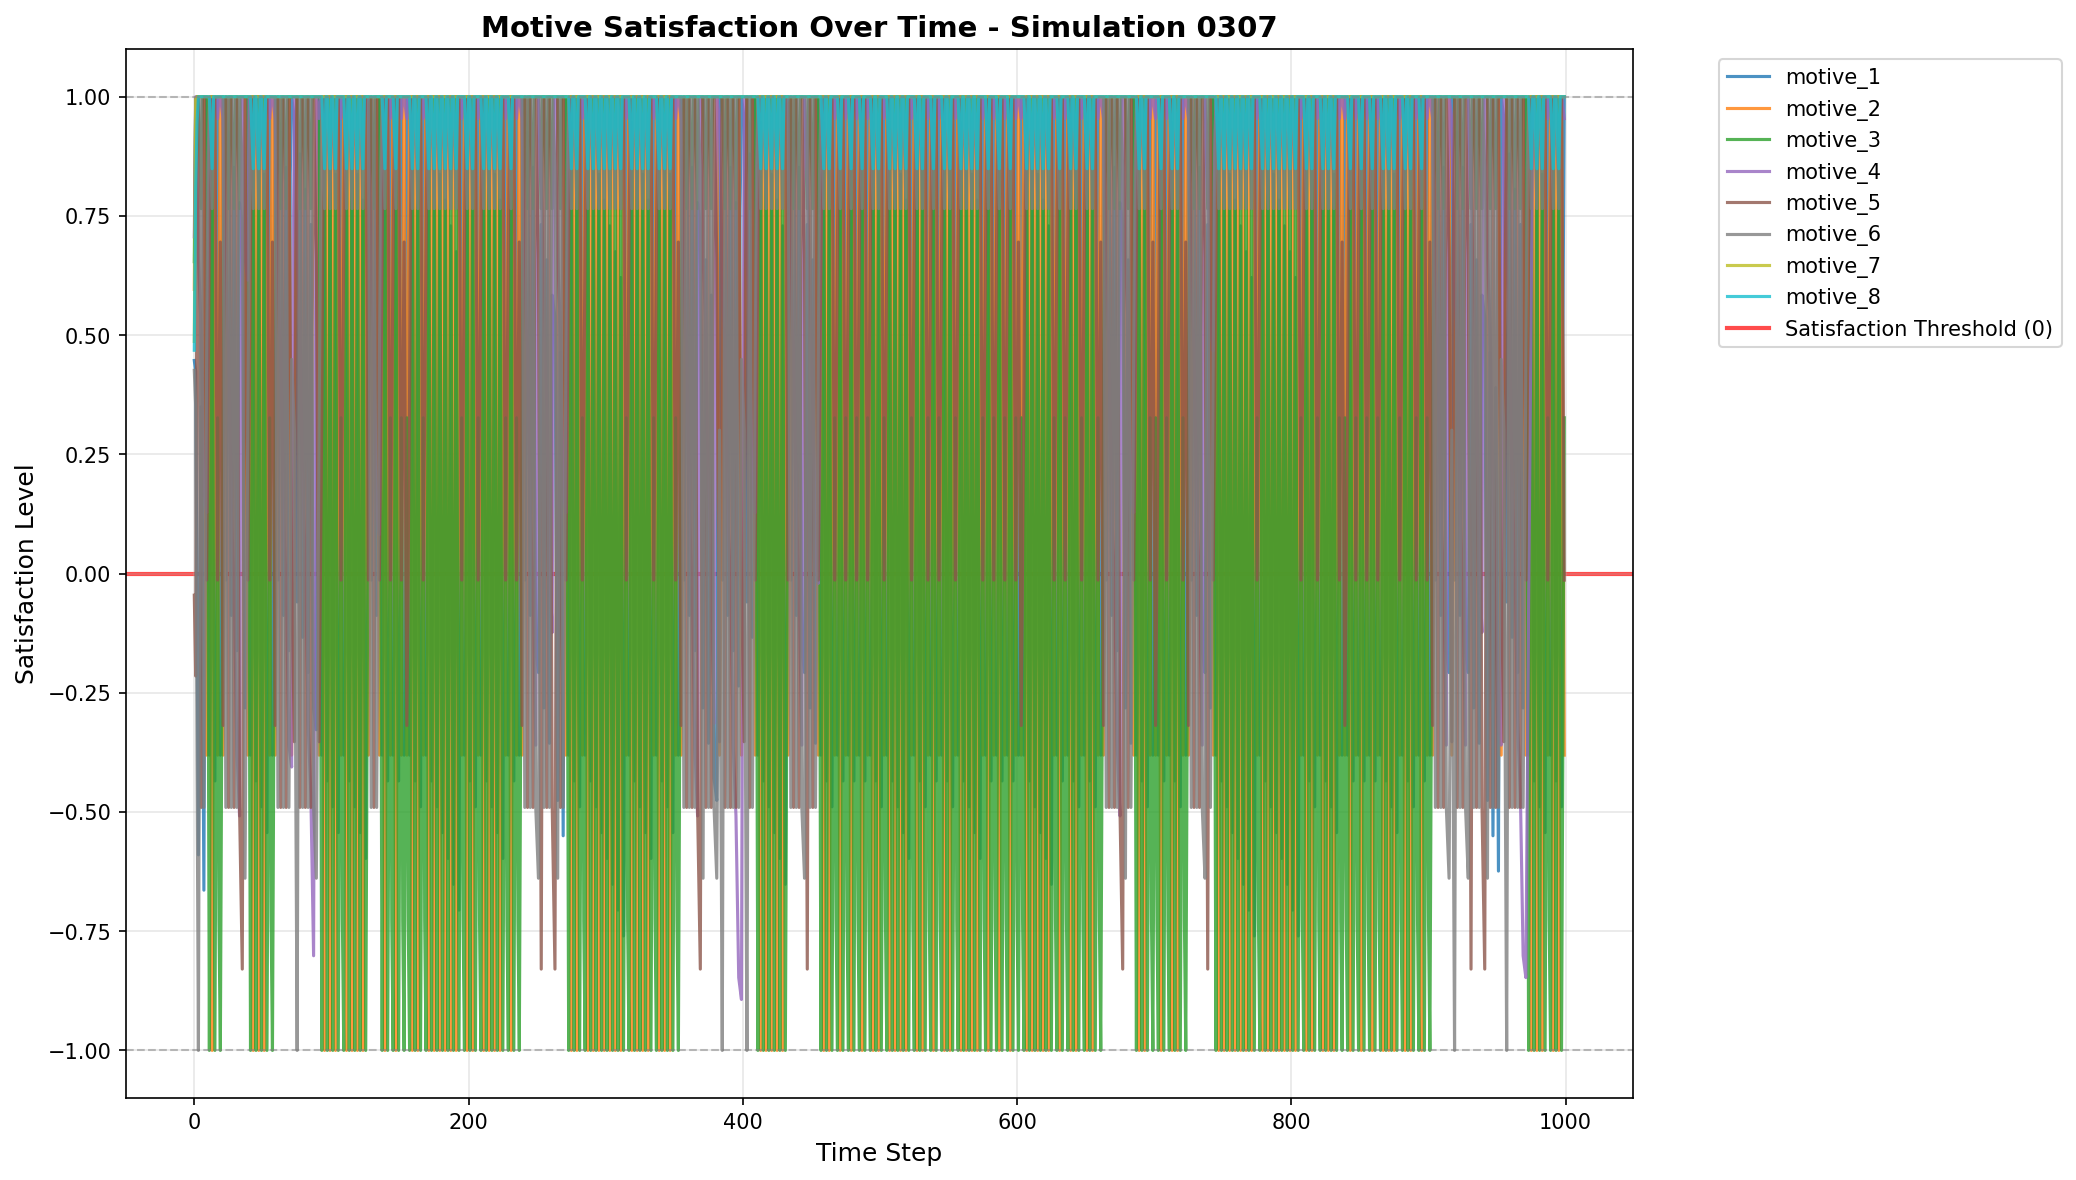 Motive Satisfaction Over Time - Simulation 0307
1.00
0.75
0.50
0.25
0.00
−0.25
−0.50
−0.75
−1.00
Satisfaction Level
0
200
400
600
800
1000
Time Step
motive_1
motive_2
motive_3
motive_4
motive_5
motive_6
motive_7
motive_8
Satisfaction Threshold (0)